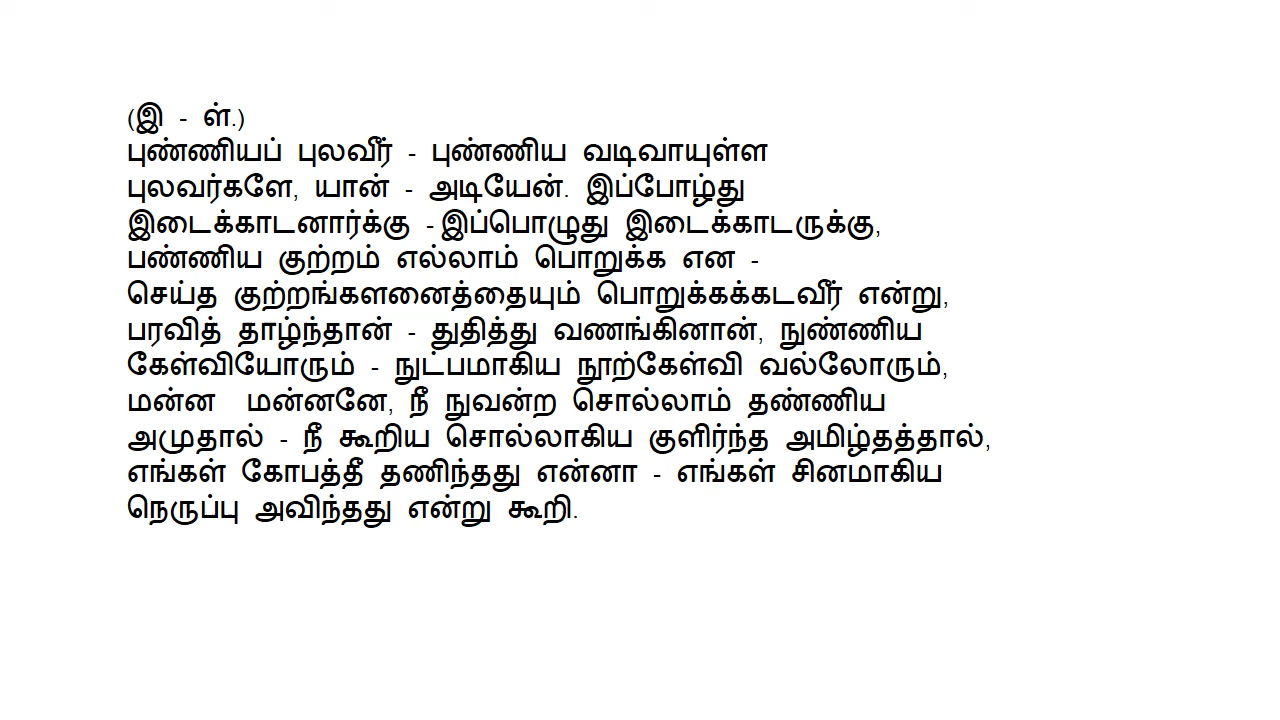 (இ - ள்.)
புண்ணியப் புலவீர் - புண்ணிய வடிவாயுள்ள
புலவர்களே, யான் - அடியேன். இப்போழ்து
இடைக்காடனார்க்கு -இப்பொழுது இடைக்காடருக்கு,
பண்ணிய குற்றம் எல்லாம் பொறுக்க என -
செய்த குற்றங்களனைத்தையும் பொறுக்கக்கடவீர் என்று,
பரவித் தாழ்ந்தான் - துதித்து வணங்கினான், நுண்ணிய
கேள்வியோரும் - நுட்பமாகிய நூற்கேள்வி வல்லோரும்,
மன்ன மன்னனே, நீ நுவன்ற சொல்லாம் தண்ணிய
அமுதால் - நீ கூறிய சொல்லாகிய குளிர்ந்த அமிழ்தத்தால்,
எங்கள் கோபத்தீ தணிந்தது என்னா - எங்கள் சினமாகிய
நெருப்பு அவிந்தது என்று கூறி.